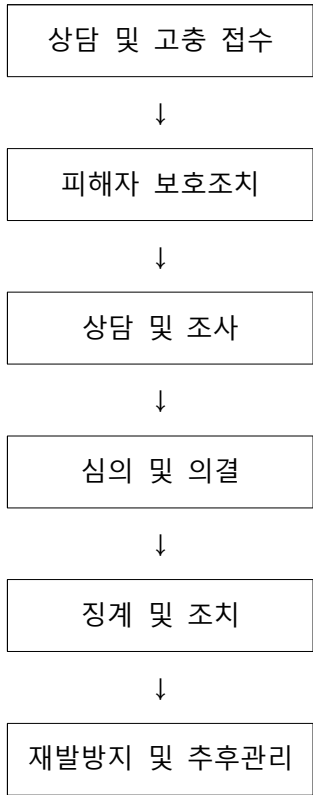 상담 및 고충 접수
↓
피해자 보호조치
↓
상담 및 조사
↓
심의 및 의결
↓
징계 및 조치
↓
재발방지 및 추후관리